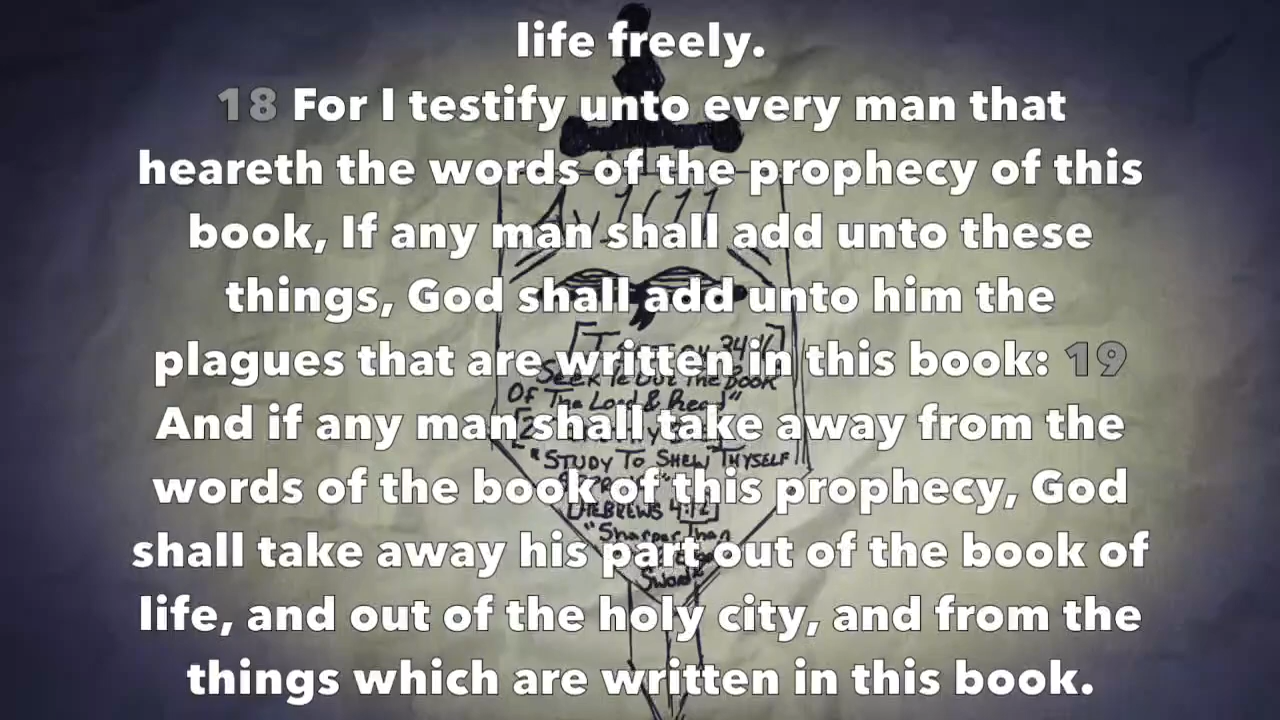 life freely.
18 For I testify unto every man that
heareth the words of the prophecy of this
book, If any man shall add unto these
things, God shall add unto him the
plagues that are written in this book: 19
And if any man shall take away from the
words of the book of this prophecy, God
shall take away his part out of the book of
life, and out of the holy city, and from the
things which are written in this book.
Av 1611
34:16]
Seek Ye Out The Book
Of The Lord & Read"
"STUDY TO SHEW THYSELF
[HEBREWS 4:12]
"Sharper Than
Sword"